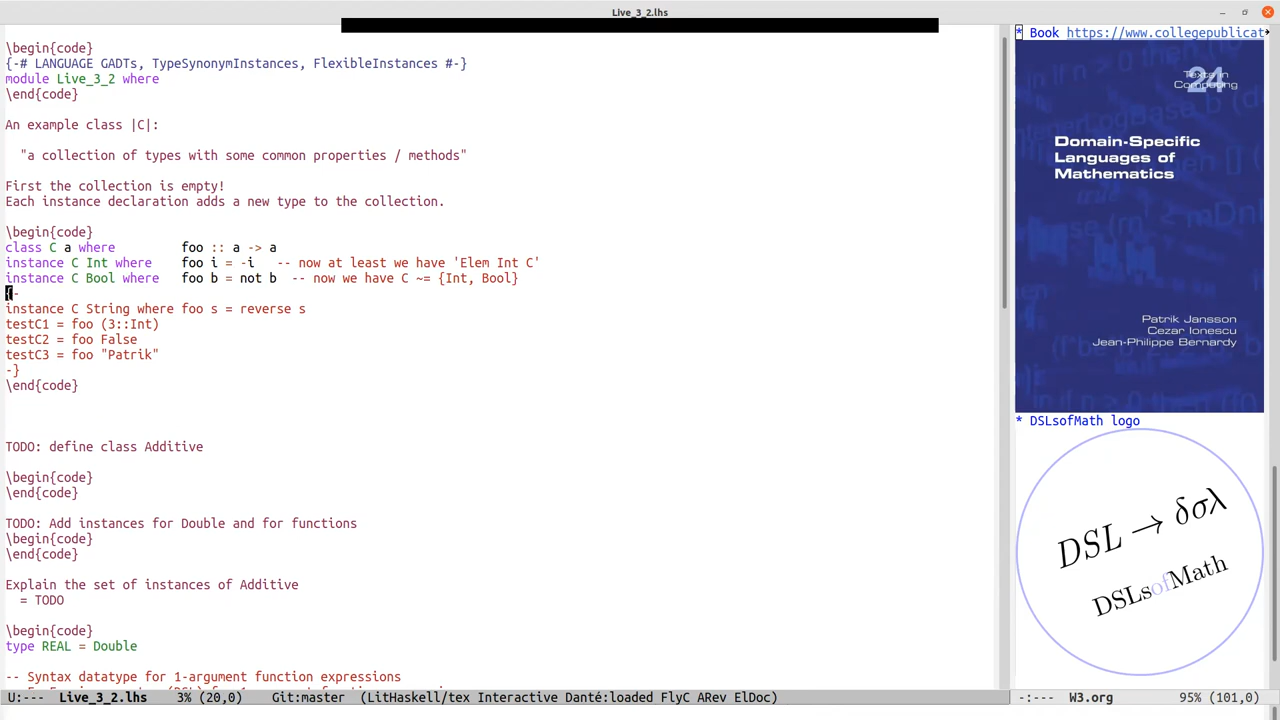 Live_3_2.lhs
\begin{code}
{-# LANGUAGE GADTs, TypeSynonymInstances, FlexibleInstances #-}
module Live_3_2 where
\end{code}
An example class |C|:
"a collection of types with some common properties / methods"
First the collection is empty!
Each instance declaration adds a new type to the collection.
\begin{code}
class C a where        foo :: a -> a
instance C Int where   foo i = -i   -- now at least we have 'Elem Int C'
instance C Bool where  foo b = not b  -- now we have C ~= {Int, Bool}
{-
instance C String where foo s = reverse s
testC1 = foo (3::Int)
testC2 = foo False
testC3 = foo "Patrik"
-}
\end{code}
TODO: define class Additive
\begin{code}
\end{code}
TODO: Add instances for Double and for functions
\begin{code}
\end{code}
Explain the set of instances of Additive
= TODO
\begin{code}
type REAL = Double
-- Syntax datatype for 1-argument function expressions
U:--- Live_3_2.lhs 3% (20,0) Git:master (LitHaskell/tex Interactive Danté:loaded FlyC ARev ElDoc)
* Book https://www.collegepublicat
Texts in
24
Computing
Domain-Specific
Languages of
Mathematics
Patrik Jansson
Cezar Ionescu
Jean-Philippe Bernardy
* DSLsofMath logo
DSL → δσλ
DSLsofMath
-:--- W3.org 95% (101,0)